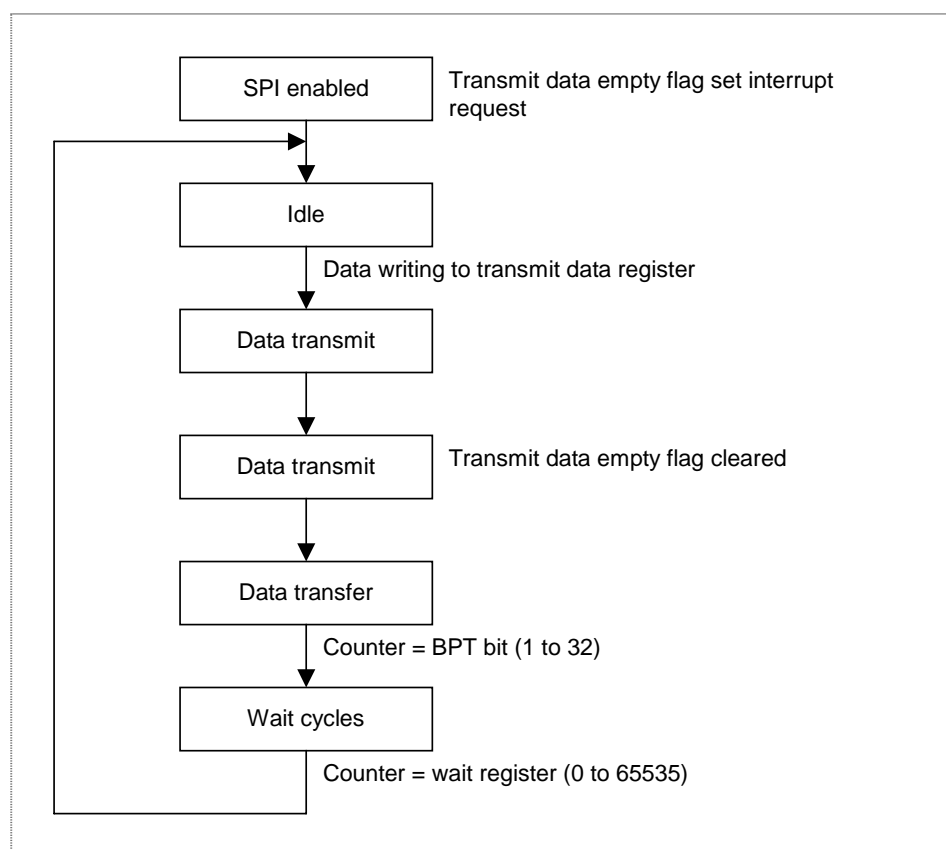 SPI enabled
Transmit data empty flag set interrupt
request
Idle
Data writing to transmit data register
Data transmit
Data transmit
Transmit data empty flag cleared
Data transfer
Counter = BPT bit (1 to 32)
Wait cycles
Counter = wait register (0 to 65535)